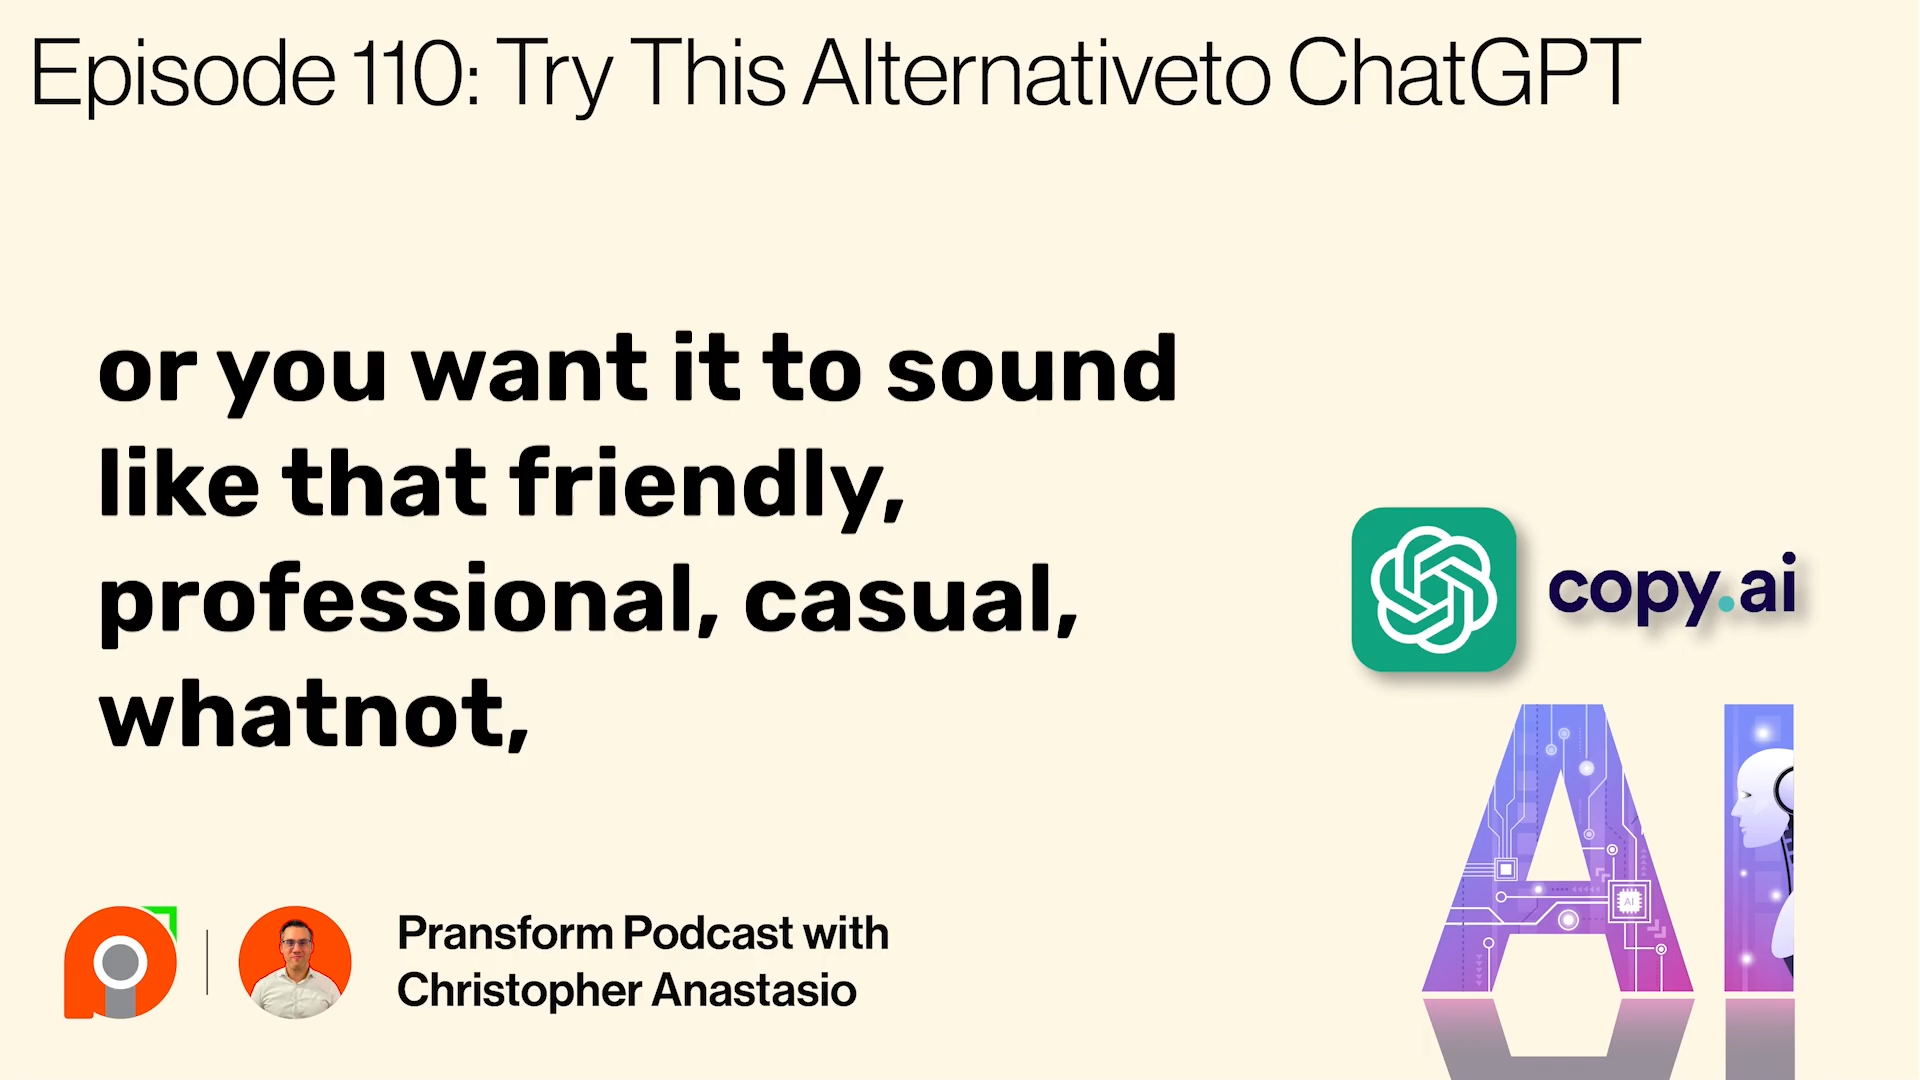 Episode 110: Try This Alternativeto ChatGPT
or you want it to sound
like that friendly,
professional, casual,
whatnot,
copy.ai
AI
AI
Pransform Podcast with
Christopher Anastasio